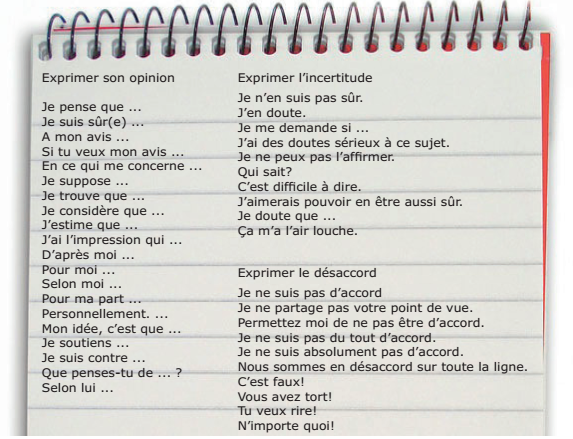 Exprimer son opinion
Je pense que ...
Je suis sûr(e) ...
A mon avis ...
Si tu veux mon avis ...
En ce qui me concerne ...
Je suppose ...
Je trouve que ...
Je considère que ...
J'estime que ...
J'ai l'impression qui ...
D'après moi ...
Pour moi ...
Selon moi ...
Pour ma part ...
Personnellement. ...
Mon idée, c'est que ...
Je soutiens ...
Je suis contre ...
Que penses-tu de ... ?
Selon lui ...
Exprimer l'incertitude
Je n'en suis pas sûr.
J'en doute.
Je me demande si ...
J'ai des doutes sérieux à ce sujet.
Je ne peux pas l'affirmer.
Qui sait?
C'est difficile à dire.
J'aimerais pouvoir en être aussi sûr.
Je doute que ...
Ça m'a l'air louche.
Exprimer le désaccord
Je ne suis pas d'accord
Je ne partage pas votre point de vue.
Permettez moi de ne pas être d'accord.
Je ne suis pas du tout d'accord.
Je ne suis absolument pas d'accord.
Nous sommes en désaccord sur toute la ligne.
C'est faux!
Vous avez tort!
Tu veux rire!
N'importe quoi!